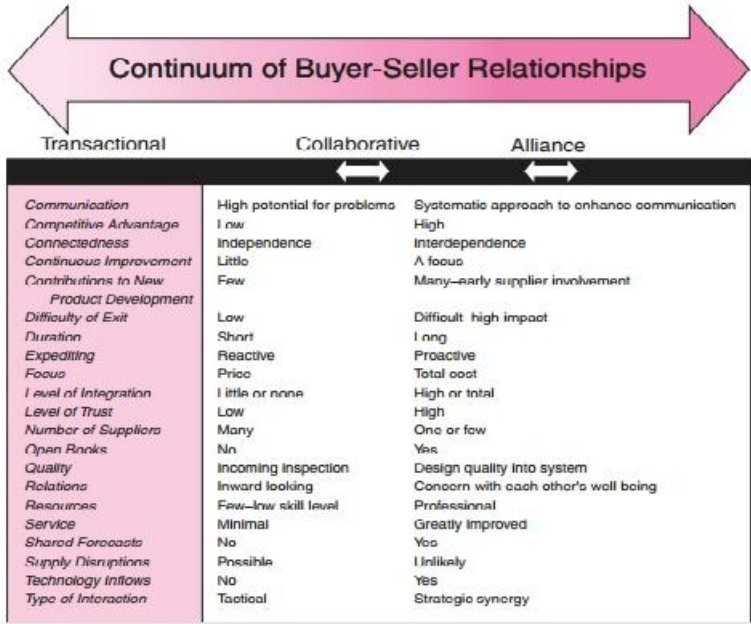 Continuum of Buyer-Seller Relationships
Transactional Collaborative Alliance
Communication High potential for problems Systematic approach to enhance communication
Competitive Advantage Low High
Connectedness Independence Interdependence
Continuous Improvement Little A focus
Contributions to New Few Many–early supplier involvement
Product Development
Difficulty of Exit Low Difficult high impact
Duration Short Long
Expediting Reactive Proactive
Focus Price Total cost
Level of Integration Little or none High or total
Level of Trust Low High
Number of Suppliers Many One or few
Open Books No Yes
Quality Incoming inspection Design quality into system
Relations Inward looking Concern with each other's well being
Resources Few–low skill level Professional
Service Minimal Greatly improved
Shared Forecasts No Yes
Supply Disruptions Possible Unlikely
Technology Inflows No Yes
Type of Interaction Tactical Strategic synergy